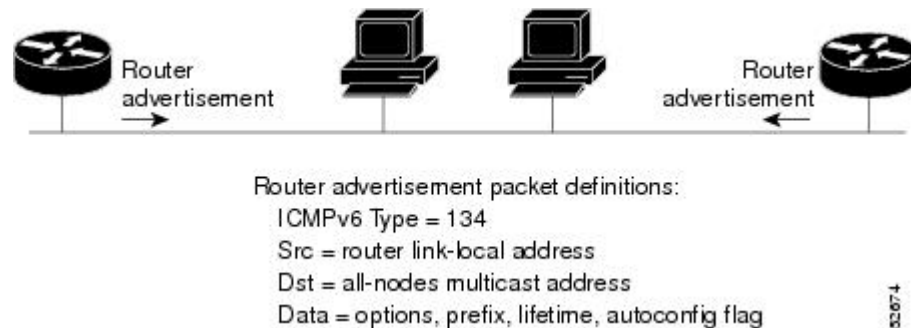 Router
advertisement
Router
advertisement
Router advertisement packet definitions:
ICMPv6 Type = 134
Src = router link-local address
Dst = all-nodes multicast address
Data = options, prefix, lifetime, autoconfig flag
52674